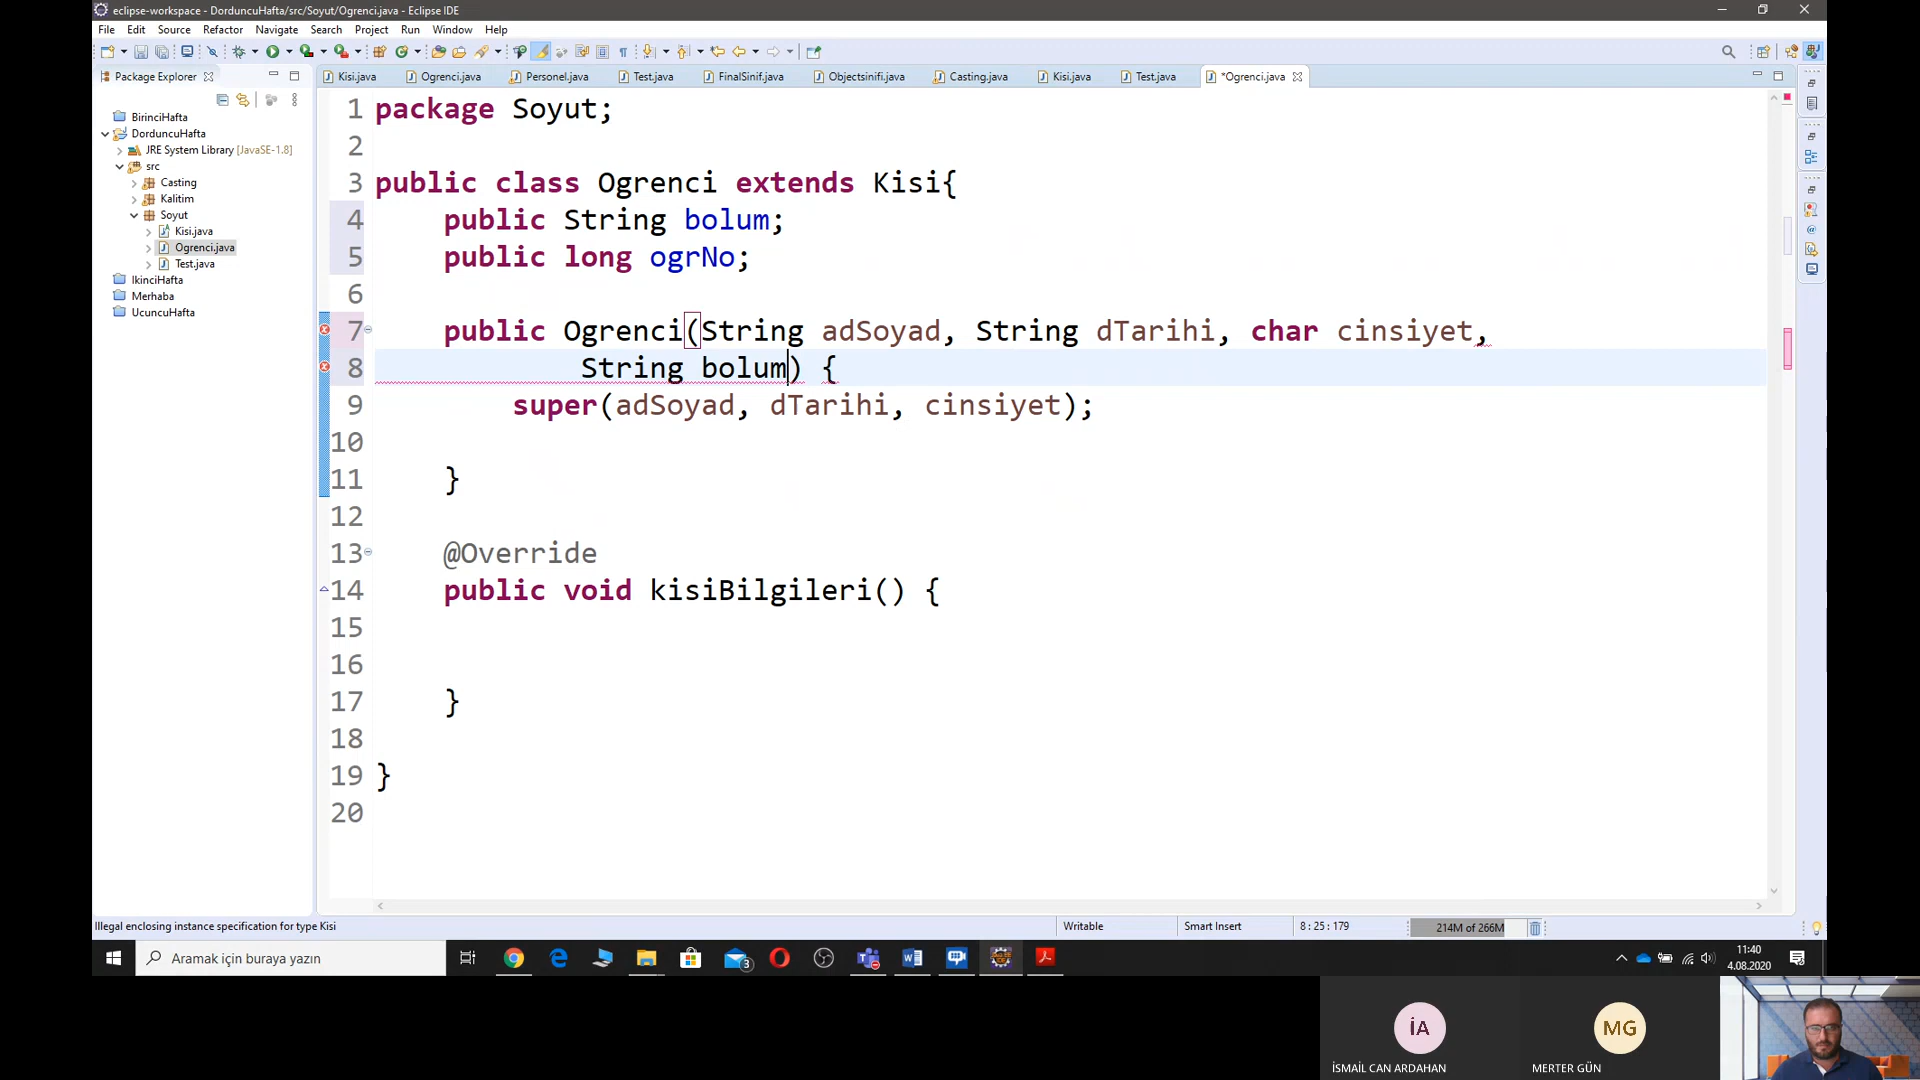 eclipse-workspace - DorduncuHafta/src/Soyut/Ogrenci.java - Eclipse IDE
File Edit Source Refactor Navigate Search Project Run Window Help
Package Explorer
Kisi.java Ogrenci.java Personel.java Test.java FinalSinif.java Objectsinifi.java Casting.java Kisi.java Test.java *Ogrenci.java
BirinciHafta
DorduncuHafta
JRE System Library [JavaSE-1.8]
src
Casting
Kalitim
Soyut
Kisi.java
Ogrenci.java
Test.java
IkinciHafta
Merhaba
UcuncuHafta
1 package Soyut;
2
3 public class Ogrenci extends Kisi{
4 public String bolum;
5 public long ogrNo;
6
7 public Ogrenci(String adSoyad, String dTarihi, char cinsiyet,
8 String bolum) {
9 super(adSoyad, dTarihi, cinsiyet);
10
11 }
12
13 @Override
14 public void kisiBilgileri() {
15
16
17 }
18
19 }
20
Illegal enclosing instance specification for type Kisi
Writable Smart Insert 8 : 25 : 179 214M of 266M
Aramak için buraya yazın
3
11:40
4.08.2020
İA
MG
İSMAİL CAN ARDAHAN
MERTER GÜN